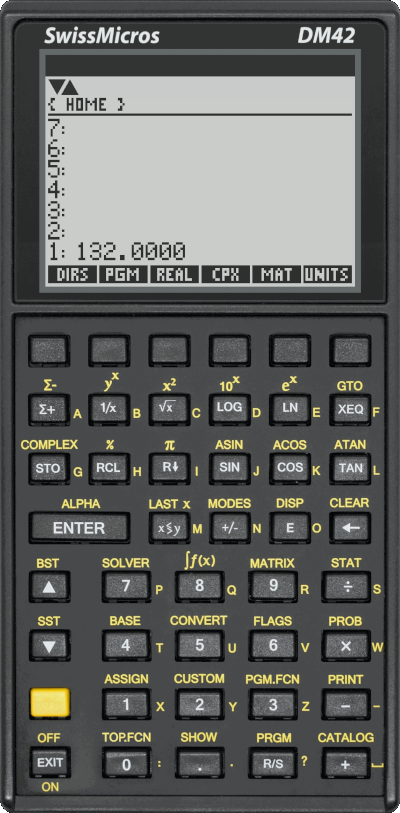 SwissMicros DM42
{ HOME }
7:
6:
5:
4:
3:
2:
1: 132.0000
DIRS PGM REAL CPX MAT UNITS
Σ- yˣ x² 10ˣ eˣ GTO
Σ+ A 1/x B √x C LOG D LN E XEQ F
COMPLEX % π ASIN ACOS ATAN
STO G RCL H R↓ I SIN J COS K TAN L
ALPHA LAST x MODES DISP CLEAR
ENTER x≶y M +/- N E O ←
BST SOLVER ∫f(x) MATRIX STAT
▲ 7 P 8 Q 9 R ÷ S
SST BASE CONVERT FLAGS PROB
▼ 4 T 5 U 6 V × W
ASSIGN CUSTOM PGM.FCN PRINT
1 X 2 Y 3 Z − −
OFF TOP.FCN SHOW PRGM CATALOG
EXIT 0 : . . R/S ? + ␣
ON